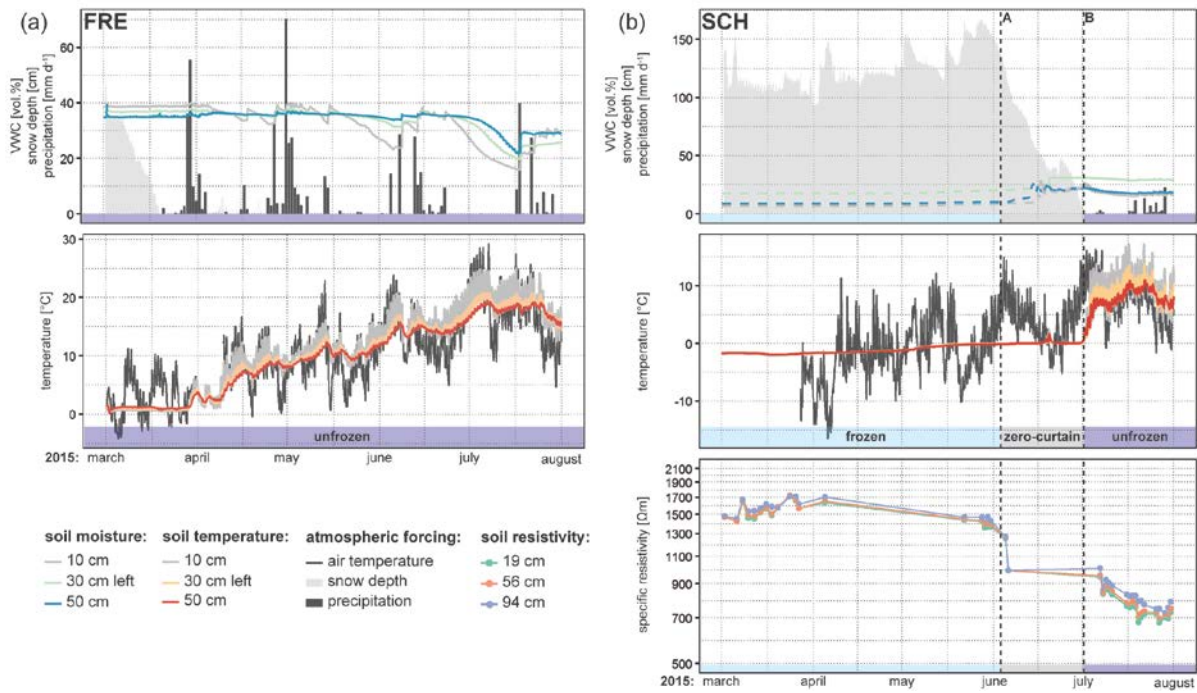 (a)
FRE
VWC [vol.%]
snow depth [cm]
precipitation [mm d⁻¹]
60
40
20
0
temperature [°C]
30
20
10
0
unfrozen
2015: march april may june july august
soil moisture: soil temperature: atmospheric forcing: soil resistivity:
10 cm 10 cm air temperature 19 cm
30 cm left 30 cm left snow depth 56 cm
50 cm 50 cm precipitation 94 cm
(b)
SCH
A B
VWC [vol.%]
snow depth [cm]
precipitation [mm d⁻¹]
150
100
50
0
temperature [°C]
10
0
-10
frozen zero-curtain unfrozen
specific resistivity [Ωm]
2100
1700
1500
1300
1100
900
700
500
2015: march april may june july august